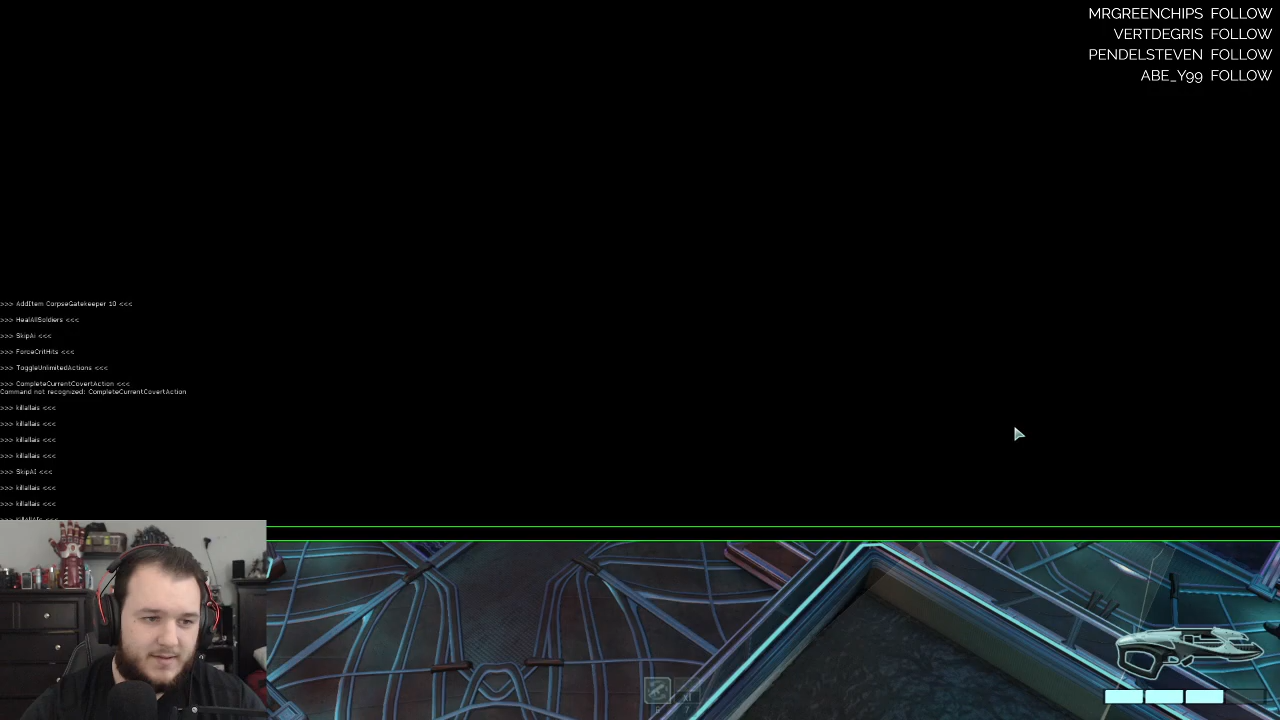 MRGREENCHIPS FOLLOW
VERTDEGRIS FOLLOW
PENDELSTEVEN FOLLOW
ABE_Y99 FOLLOW
>>> AddItem CorpseGatekeeper 10 <<<
>>> HealAllSoldiers <<<
>>> SkipAi <<<
>>> ForceCritHits <<<
>>> ToggleUnlimitedActions <<<
>>> CompleteCurrentCovertAction <<<
Command not recognized: CompleteCurrentCovertAction
>>> killallais <<<
>>> killallais <<<
>>> killallais <<<
>>> killallais <<<
>>> SkipAI <<<
>>> killallais <<<
>>> killallais <<<